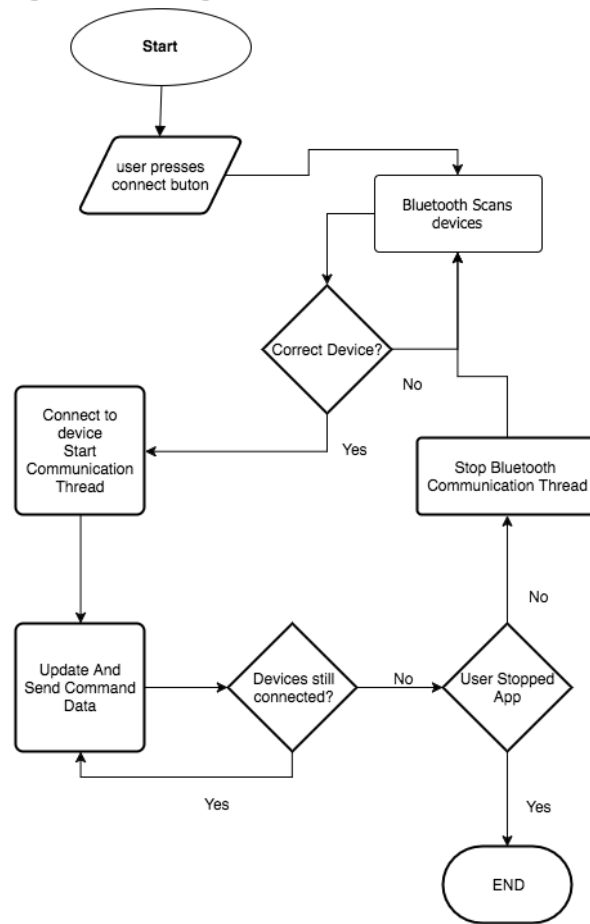 Start
user presses
connect buton
Bluetooth Scans
devices
Correct Device?
No
Yes
Connect to
device
Start
Communication
Thread
Stop Bluetooth
Communication Thread
No
Update And
Send Command
Data
Devices still
connected?
No
User Stopped
App
Yes
Yes
END